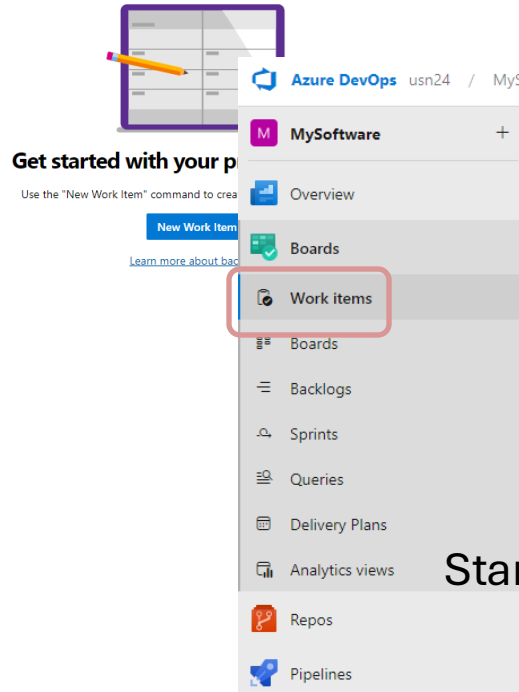 Get started with your p
Use the "New Work Item" command to crea
New Work Item
Learn more about bac
Azure DevOps usn24 / MyS
M MySoftware +
Overview
Boards
Work items
Boards
Backlogs
Sprints
Queries
Delivery Plans
Analytics views
Star
Repos
Pipelines